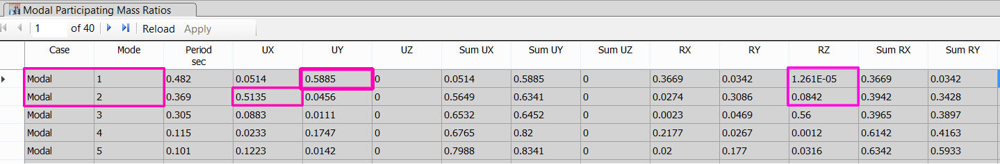 Modal Participating Mass Ratios
1 of 40 Reload Apply
Case Mode Period sec UX UY UZ Sum UX Sum UY Sum UZ RX RY RZ Sum RX Sum RY
Modal 1 0.482 0.0514 0.5885 0 0.0514 0.5885 0 0.3669 0.0342 1.261E-05 0.3669 0.0342
Modal 2 0.369 0.5135 0.0456 0 0.5649 0.6341 0 0.0274 0.3086 0.0842 0.3942 0.3428
Modal 3 0.305 0.0883 0.0111 0 0.6532 0.6452 0 0.0023 0.0469 0.56 0.3965 0.3897
Modal 4 0.115 0.0233 0.1747 0 0.6765 0.82 0 0.2177 0.0267 0.0012 0.6142 0.4163
Modal 5 0.101 0.1223 0.0142 0 0.7988 0.8341 0 0.02 0.177 0.0316 0.6342 0.5933